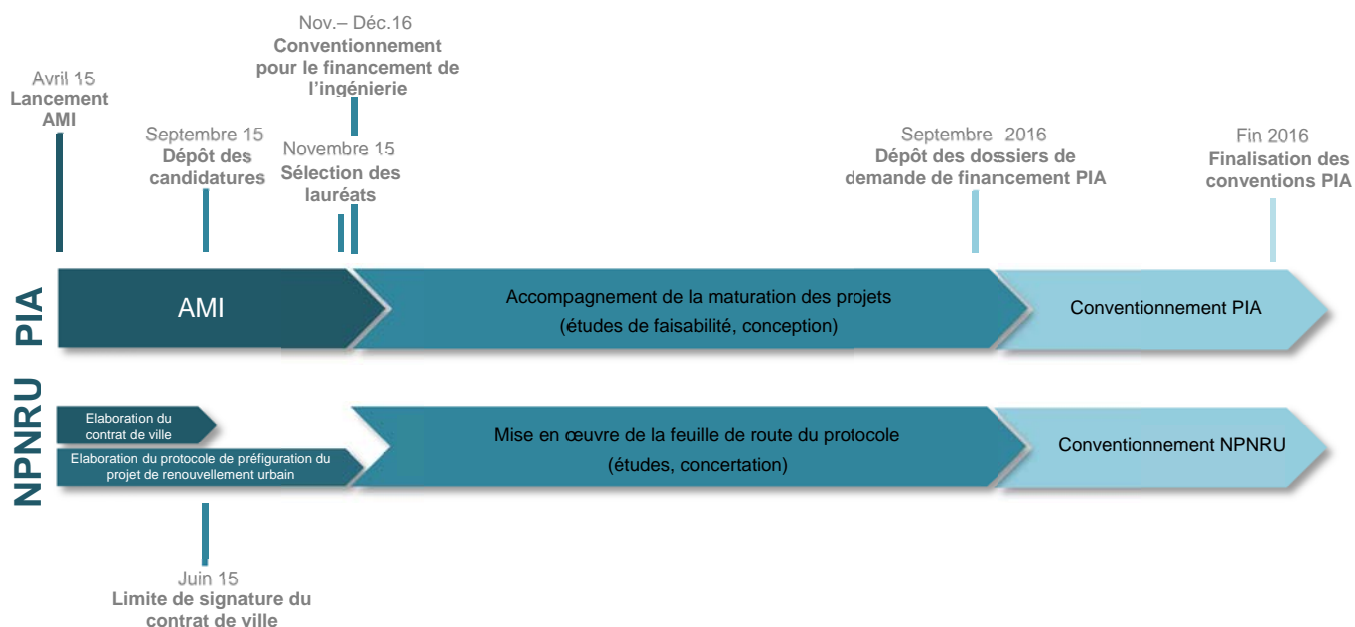 Nov.– Déc.16
Conventionnement
pour le financement de
l'ingénierie
Avril 15
Lancement
AMI
Septembre 15
Dépôt des
candidatures
Novembre 15
Sélection des
lauréats
Septembre 2016
Dépôt des dossiers de
demande de financement PIA
Fin 2016
Finalisation des
conventions PIA
PIA
AMI
Accompagnement de la maturation des projets
(études de faisabilité, conception)
Conventionnement PIA
NPNRU
Elaboration du
contrat de ville
Elaboration du protocole de préfiguration du
projet de renouvellement urbain
Mise en œuvre de la feuille de route du protocole
(études, concertation)
Conventionnement NPNRU
Juin 15
Limite de signature du
contrat de ville